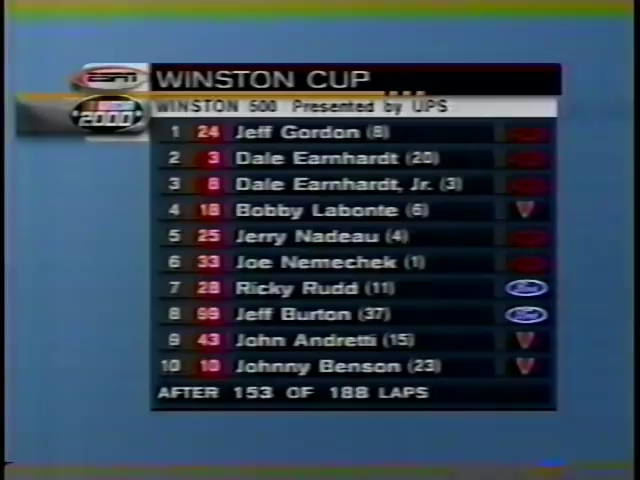 ESPN WINSTON CUP
2000 WINSTON 500 Presented by UPS
1 24 Jeff Gordon (8)
2 3 Dale Earnhardt (20)
3 8 Dale Earnhardt, Jr. (3)
4 18 Bobby Labonte (6)
5 25 Jerry Nadeau (4)
6 33 Joe Nemechek (1)
7 28 Ricky Rudd (11) Ford
8 99 Jeff Burton (37) Ford
9 43 John Andretti (15)
10 10 Johnny Benson (23)
AFTER 153 OF 188 LAPS